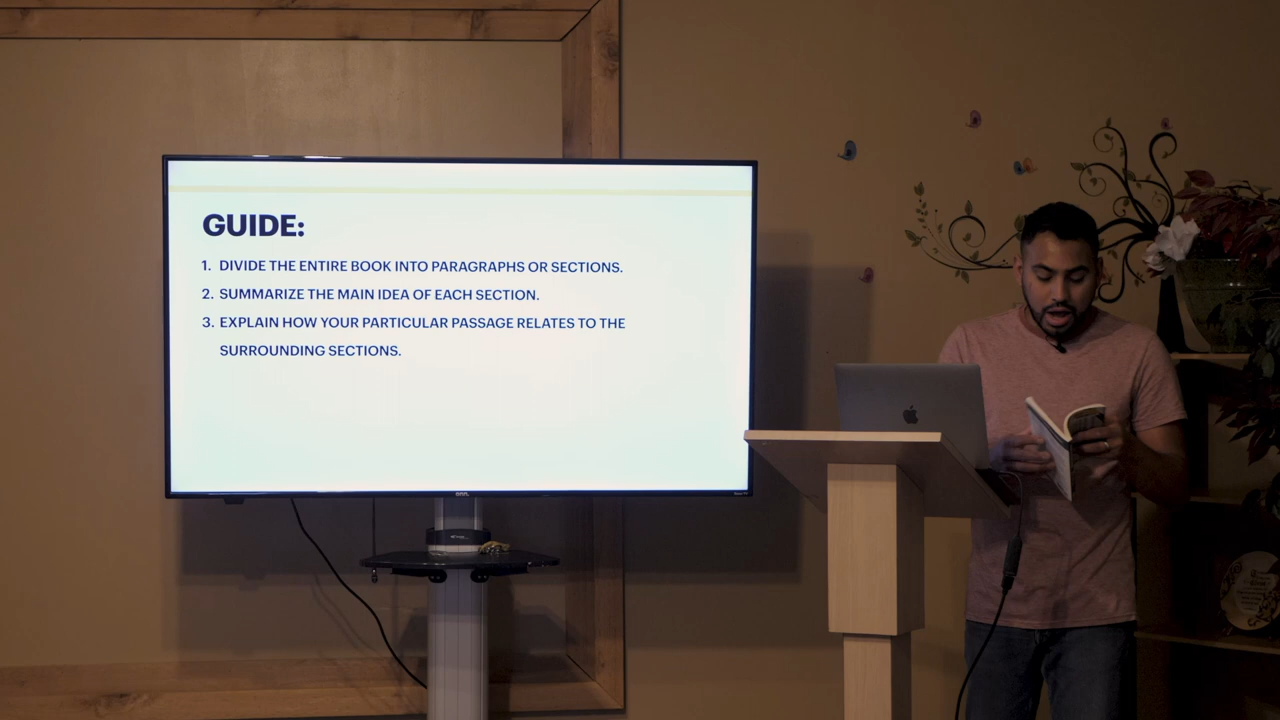 GUIDE:
1. DIVIDE THE ENTIRE BOOK INTO PARAGRAPHS OR SECTIONS.
2. SUMMARIZE THE MAIN IDEA OF EACH SECTION.
3. EXPLAIN HOW YOUR PARTICULAR PASSAGE RELATES TO THE
SURROUNDING SECTIONS.
onn.